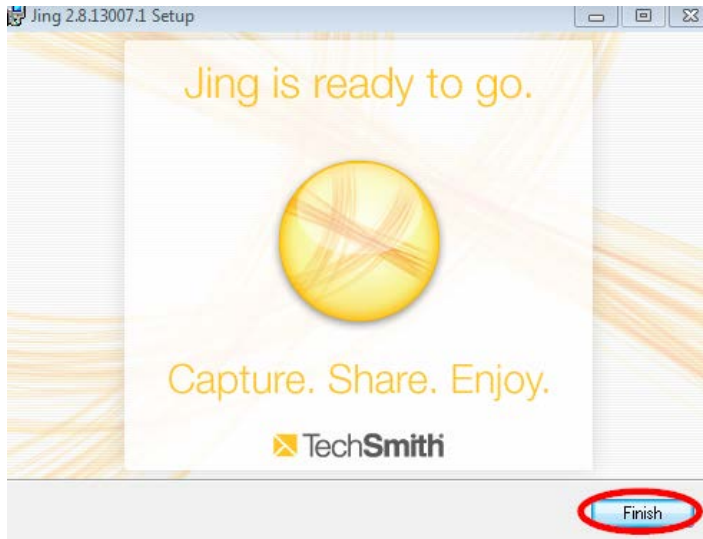 Jing 2.8.13007.1 Setup
Jing is ready to go.
Capture. Share. Enjoy.
TechSmith
Finish